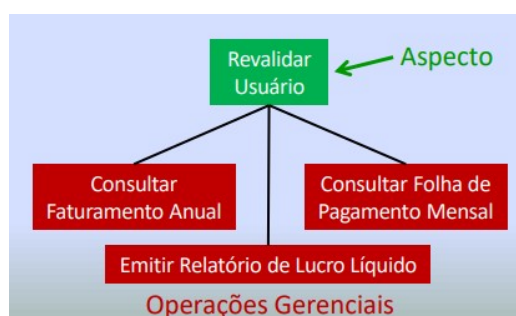 Revalidar
Usuário
Aspecto
Consultar
Faturamento Anual
Consultar Folha de
Pagamento Mensal
Emitir Relatório de Lucro Líquido
Operações Gerenciais